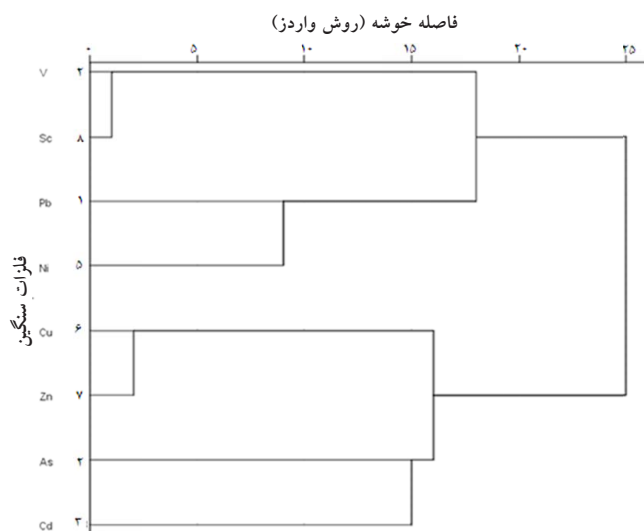 فاصله خوشه (روش واردز)
۰ ۵ ۱۰ ۱۵ ۲۰ ۲۵
فلزات سنگین
V ۲
Sc ۸
Pb ۱
Ni ۵
Cu ۶
Zn ۷
As ۲
Cd ۳